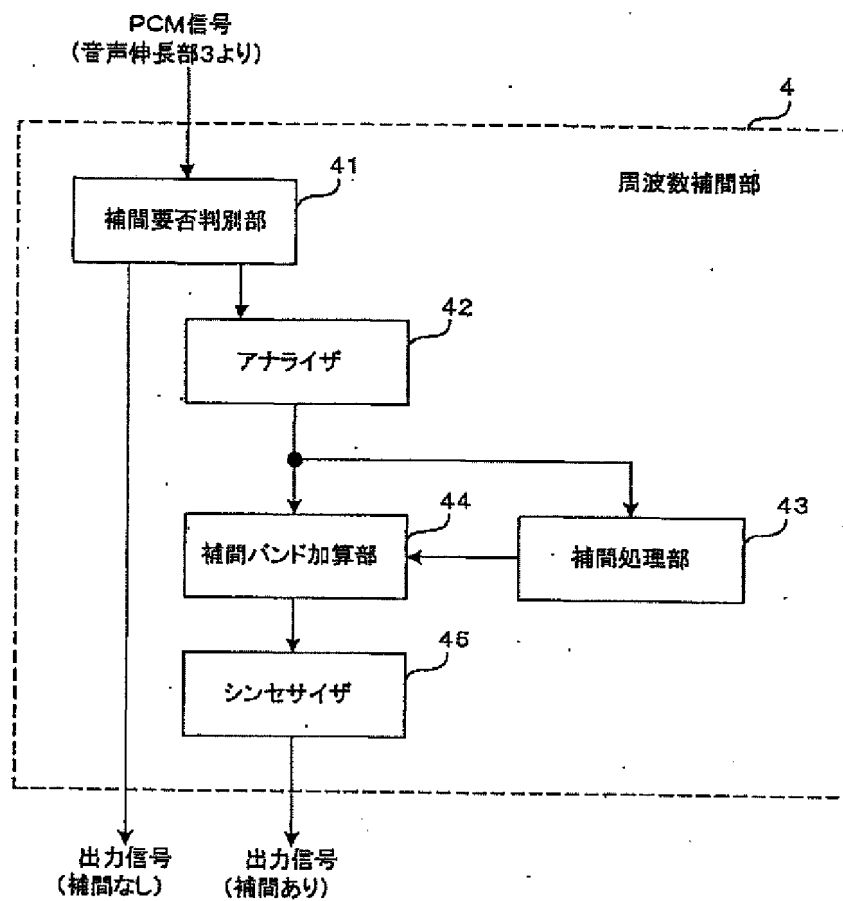 PCM信号
(音声伸長部3より)
4
41
周波数補間部
補間要否判別部
42
アナライザ
44
43
補間バンド加算部
補間処理部
45
シンセサイザ
出力信号
(補間なし)
出力信号
(補間あり)